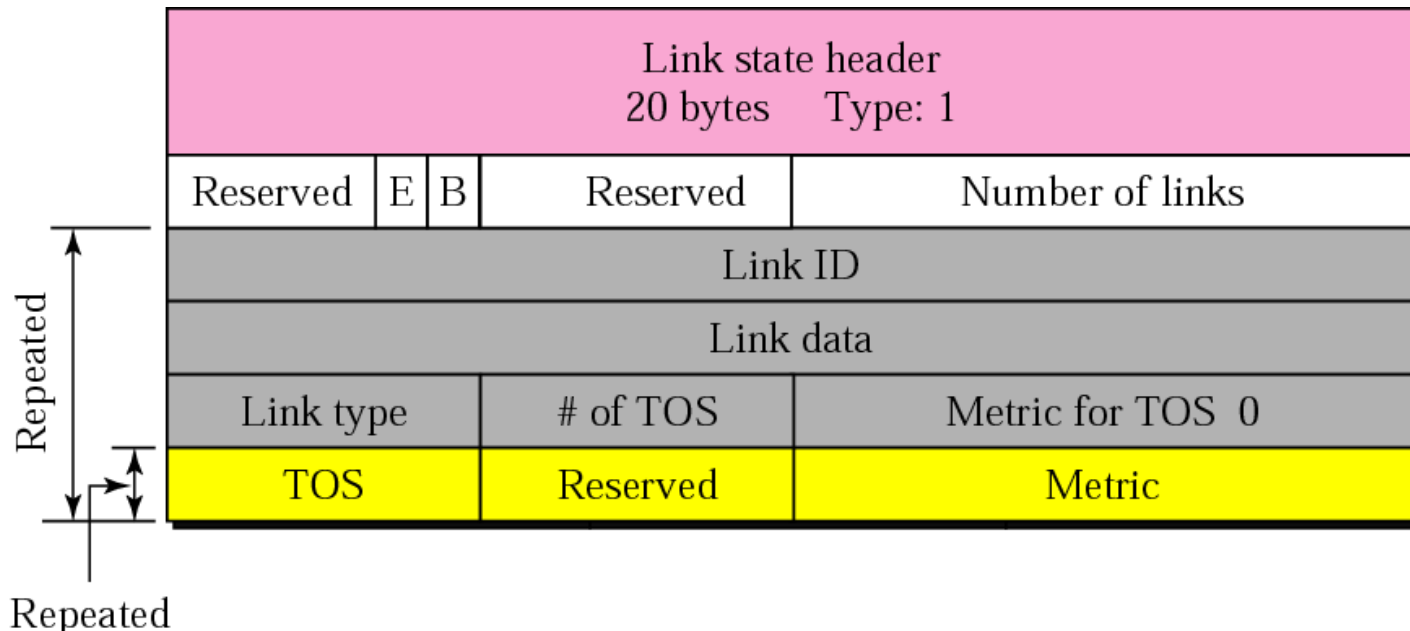 Link state header
20 bytes Type: 1
Reserved E B Reserved Number of links
Link ID
Link data
Link type # of TOS Metric for TOS 0
TOS Reserved Metric
Repeated
Repeated